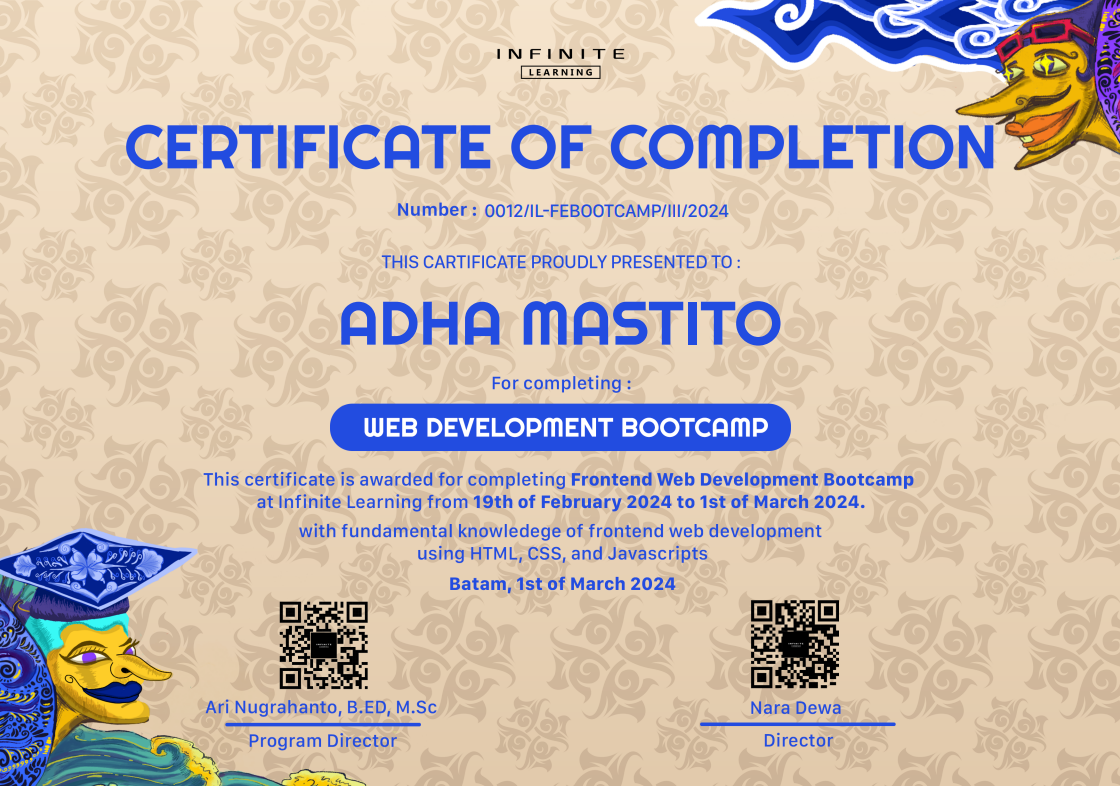 INFINITE
LEARNING
CERTIFICATE OF COMPLETION
Number : 0012/IL-FEBOOTCAMP/III/2024
THIS CARTIFICATE PROUDLY PRESENTED TO :
ADHA MASTITO
For completing :
WEB DEVELOPMENT BOOTCAMP
This certificate is awarded for completing Frontend Web Development Bootcamp
at Infinite Learning from 19th of February 2024 to 1st of March 2024.
with fundamental knowledege of frontend web development
using HTML, CSS, and Javascripts
Batam, 1st of March 2024
Ari Nugrahanto, B.ED, M.Sc
Nara Dewa
Program Director
Director